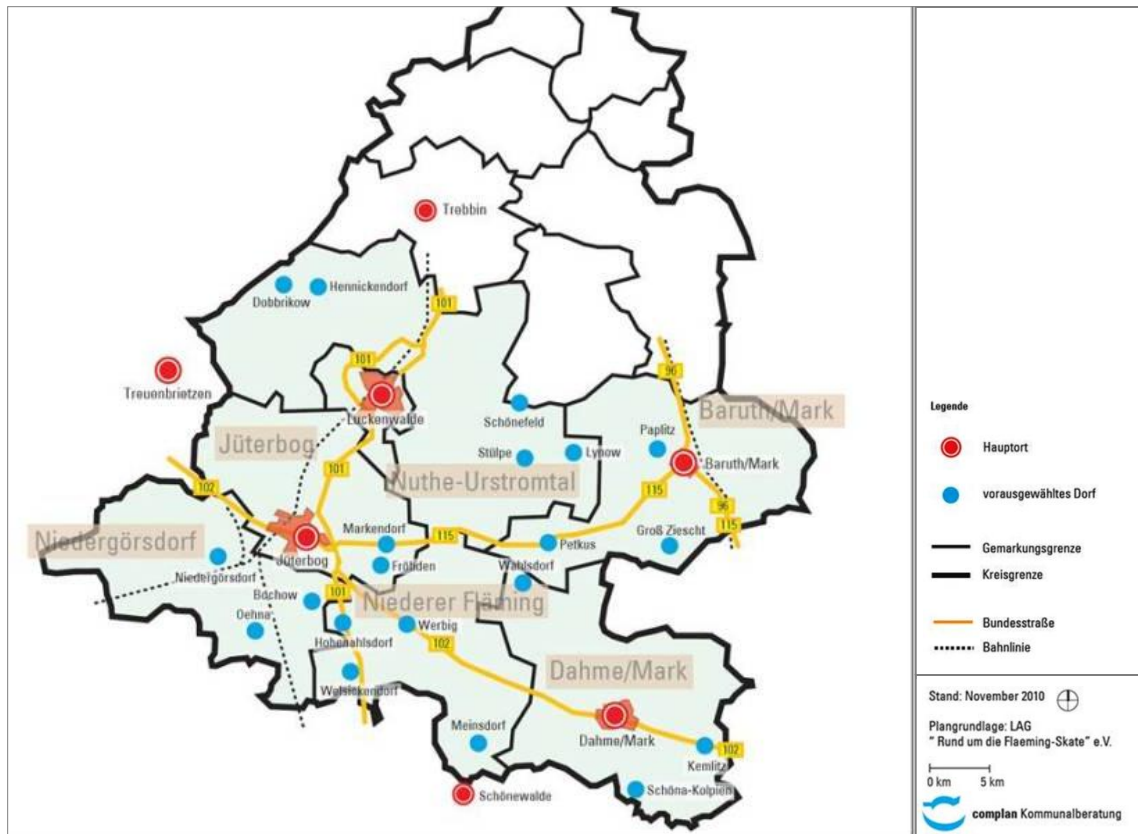 Trebbin
Dobbrikow
Hennickendorf
101
101
96
Treuenbrietzen
Luckenwalde
Schönefeld
Baruth/Mark
Jüterbog
Paplitz
Stülpe
Lynow
Baruth/Mark
102
101
Nuthe-Urstromtal
115
96
115
Niedergörsdorf
Markendorf
115
Petkus
Groß Ziescht
Niedergörsdorf
Jüterbog
Fröhden
Wahlsdorf
101
Bochow
Niederer Fläming
Oehna
Hohenahlsdorf
Werbig
102
Welsickendorf
Dahme/Mark
Meinsdorf
Dahme/Mark
102
Kemlitz
Schöna-Kolpien
Schönewalde
Legende
Hauptort
vorausgewähltes Dorf
Gemarkungsgrenze
Kreisgrenze
Bundesstraße
Bahnlinie
Stand: November 2010
Plangrundlage: LAG
" Rund um die Flaeming-Skate" e.V.
0 km 5 km
complan Kommunalberatung